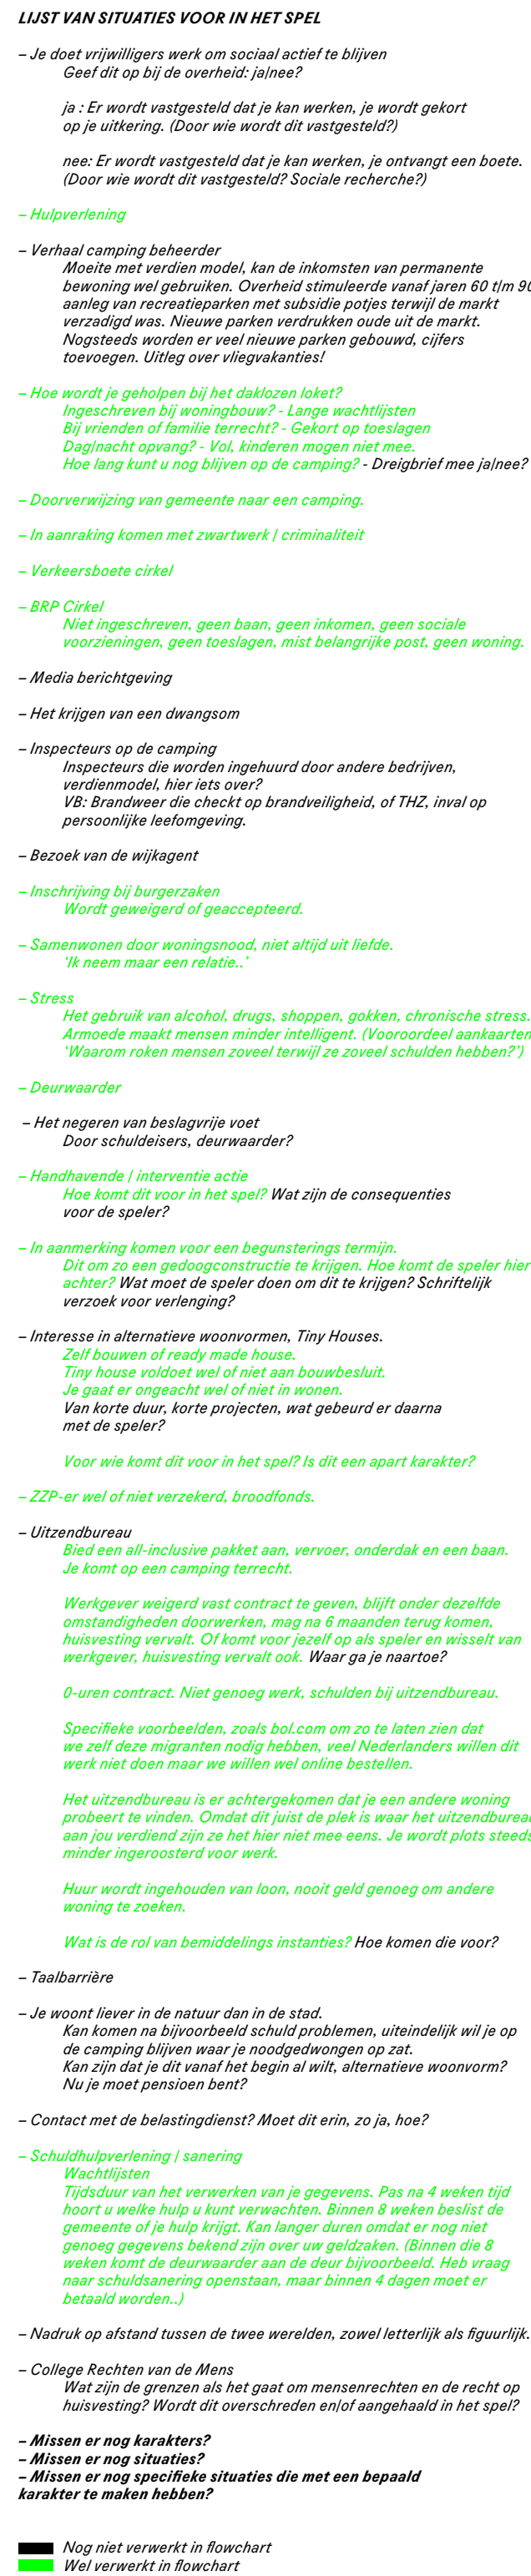 LIJST VAN SITUATIES VOOR IN HET SPEL
– Je doet vrijwilligers werk om sociaal actief te blijven
Geef dit op bij de overheid: ja/nee?
ja : Er wordt vastgesteld dat je kan werken, je wordt gekort
op je uitkering. (Door wie wordt dit vastgesteld?)
nee: Er wordt vastgesteld dat je kan werken, je ontvangt een boete.
(Door wie wordt dit vastgesteld? Sociale recherche?)
– Hulpverlening
– Verhaal camping beheerder
Moeite met verdien model, kan de inkomsten van permanente
bewoning wel gebruiken. Overheid stimuleerde vanaf jaren 60 t/m 90
aanleg van recreatieparken met subsidie potjes terwijl de markt
verzadigd was. Nieuwe parken verdrukken oude uit de markt.
Nogsteeds worden er veel nieuwe parken gebouwd, cijfers
toevoegen. Uitleg over vliegvakanties!
– Hoe wordt je geholpen bij het daklozen loket?
Ingeschreven bij woningbouw? - Lange wachtlijsten
Bij vrienden of familie terrecht? - Gekort op toeslagen
Dag/nacht opvang? - Vol, kinderen mogen niet mee.
Hoe lang kunt u nog blijven op de camping? - Dreigbrief mee ja/nee?
– Doorverwijzing van gemeente naar een camping.
– In aanraking komen met zwartwerk / criminaliteit
– Verkeersboete cirkel
– BRP Cirkel
Niet ingeschreven, geen baan, geen inkomen, geen sociale
voorzieningen, geen toeslagen, mist belangrijke post, geen woning.
– Media berichtgeving
– Het krijgen van een dwangsom
– Inspecteurs op de camping
Inspecteurs die worden ingehuurd door andere bedrijven,
verdienmodel, hier iets over?
VB: Brandweer die checkt op brandveiligheid, of THZ, inval op
persoonlijke leefomgeving.
– Bezoek van de wijkagent
– Inschrijving bij burgerzaken
Wordt geweigerd of geaccepteerd.
– Samenwonen door woningsnood, niet altijd uit liefde.
‘Ik neem maar een relatie..’
– Stress
Het gebruik van alcohol, drugs, shoppen, gokken, chronische stress.
Armoede maakt mensen minder intelligent. (Vooroordeel aankaarten
‘Waarom roken mensen zoveel terwijl ze zoveel schulden hebben?’)
– Deurwaarder
– Het negeren van beslagvrije voet
Door schuldeisers, deurwaarder?
– Handhavende / interventie actie
Hoe komt dit voor in het spel? Wat zijn de consequenties
voor de speler?
– In aanmerking komen voor een begunsterings termijn.
Dit om zo een gedoogconstructie te krijgen. Hoe komt de speler hier
achter? Wat moet de speler doen om dit te krijgen? Schriftelijk
verzoek voor verlenging?
– Interesse in alternatieve woonvormen, Tiny Houses.
Zelf bouwen of ready made house.
Tiny house voldoet wel of niet aan bouwbesluit.
Je gaat er ongeacht wel of niet in wonen.
Van korte duur, korte projecten, wat gebeurd er daarna
met de speler?
Voor wie komt dit voor in het spel? Is dit een apart karakter?
– ZZP-er wel of niet verzekerd, broodfonds.
– Uitzendbureau
Bied een all-inclusive pakket aan, vervoer, onderdak en een baan.
Je komt op een camping terrecht.
Werkgever weigerd vast contract te geven, blijft onder dezelfde
omstandigheden doorwerken, mag na 6 maanden terug komen,
huisvesting vervalt. Of komt voor jezelf op als speler en wisselt van
werkgever, huisvesting vervalt ook. Waar ga je naartoe?
0-uren contract. Niet genoeg werk, schulden bij uitzendbureau.
Specifieke voorbeelden, zoals bol.com om zo te laten zien dat
we zelf deze migranten nodig hebben, veel Nederlanders willen dit
werk niet doen maar we willen wel online bestellen.
Het uitzendbureau is er achtergekomen dat je een andere woning
probeert te vinden. Omdat dit juist de plek is waar het uitzendbureau
aan jou verdiend zijn ze het hier niet mee eens. Je wordt plots steeds
minder ingeroosterd voor werk.
Huur wordt ingehouden van loon, nooit geld genoeg om andere
woning te zoeken.
Wat is de rol van bemiddelings instanties? Hoe komen die voor?
– Taalbarrière
– Je woont liever in de natuur dan in de stad.
Kan komen na bijvoorbeeld schuld problemen, uiteindelijk wil je op
de camping blijven waar je noodgedwongen op zat.
Kan zijn dat je dit vanaf het begin al wilt, alternatieve woonvorm?
Nu je moet pensioen bent?
– Contact met de belastingdienst? Moet dit erin, zo ja, hoe?
– Schuldhulpverlening / sanering
Wachtlijsten
Tijdsduur van het verwerken van je gegevens. Pas na 4 weken tijd
hoort u welke hulp u kunt verwachten. Binnen 8 weken beslist de
gemeente of je hulp krijgt. Kan langer duren omdat er nog niet
genoeg gegevens bekend zijn over uw geldzaken. (Binnen die 8
weken komt de deurwaarder aan de deur bijvoorbeeld. Heb vraag
naar schuldsanering openstaan, maar binnen 4 dagen moet er
betaald worden..)
– Nadruk op afstand tussen de twee werelden, zowel letterlijk als figuurlijk.
– College Rechten van de Mens
Wat zijn de grenzen als het gaat om mensenrechten en de recht op
huisvesting? Wordt dit overschreden en/of aangehaald in het spel?
– Missen er nog karakters?
– Missen er nog situaties?
– Missen er nog specifieke situaties die met een bepaald
karakter te maken hebben?
Nog niet verwerkt in flowchart
Wel verwerkt in flowchart